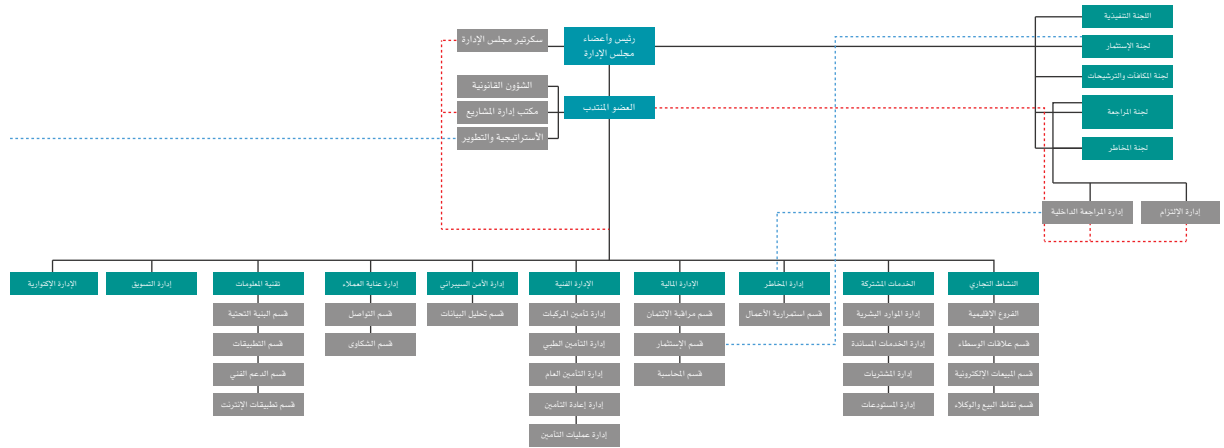 رئيس وأعضاء
مجلس الإدارة
سكرتير مجلس الإدارة
العضو المنتدب
الشؤون القانونية
مكتب إدارة المشاريع
الأستراتيجية والتطوير
اللجنة التنفيذية
لجنة الإستثمار
لجنة المكافآت والترشيحات
لجنة المراجعة
لجنة المخاطر
إدارة الإلتزام
إدارة المراجعة الداخلية
النشاط التجاري
الفروع الإقليمية
قسم علاقات الوسطاء
قسم المبيعات الإلكترونية
قسم نقاط البيع والوكلاء
الخدمات المشتركة
إدارة الموارد البشرية
إدارة الخدمات المساندة
إدارة المشتريات
إدارة المستودعات
إدارة المخاطر
قسم استمرارية الأعمال
الإدارة المالية
قسم مراقبة الإئتمان
قسم الإستثمار
قسم المحاسبة
الإدارة الفنية
إدارة تأمين المركبات
إدارة التأمين الطبي
إدارة التأمين العام
إدارة إعادة التأمين
إدارة عمليات التأمين
إدارة الأمن السيبراني
قسم تحليل البيانات
إدارة عناية العملاء
قسم التواصل
قسم الشكاوى
تقنية المعلومات
قسم البنية التحتية
قسم التطبيقات
قسم الدعم الفني
قسم تطبيقات الإنترنت
إدارة التسويق
الإدارة الإكتوارية